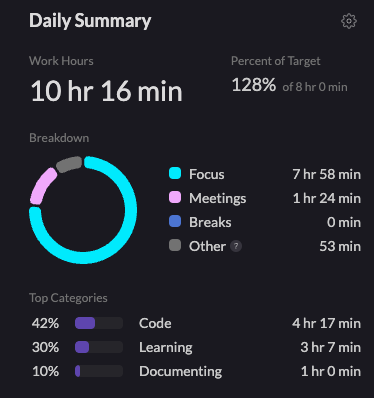 Daily Summary
Work Hours
Percent of Target
10 hr 16 min
128% of 8 hr 0 min
Breakdown
Focus 7 hr 58 min
Meetings 1 hr 24 min
Breaks 0 min
Other ? 53 min
Top Categories
42% Code 4 hr 17 min
30% Learning 3 hr 7 min
10% Documenting 1 hr 0 min